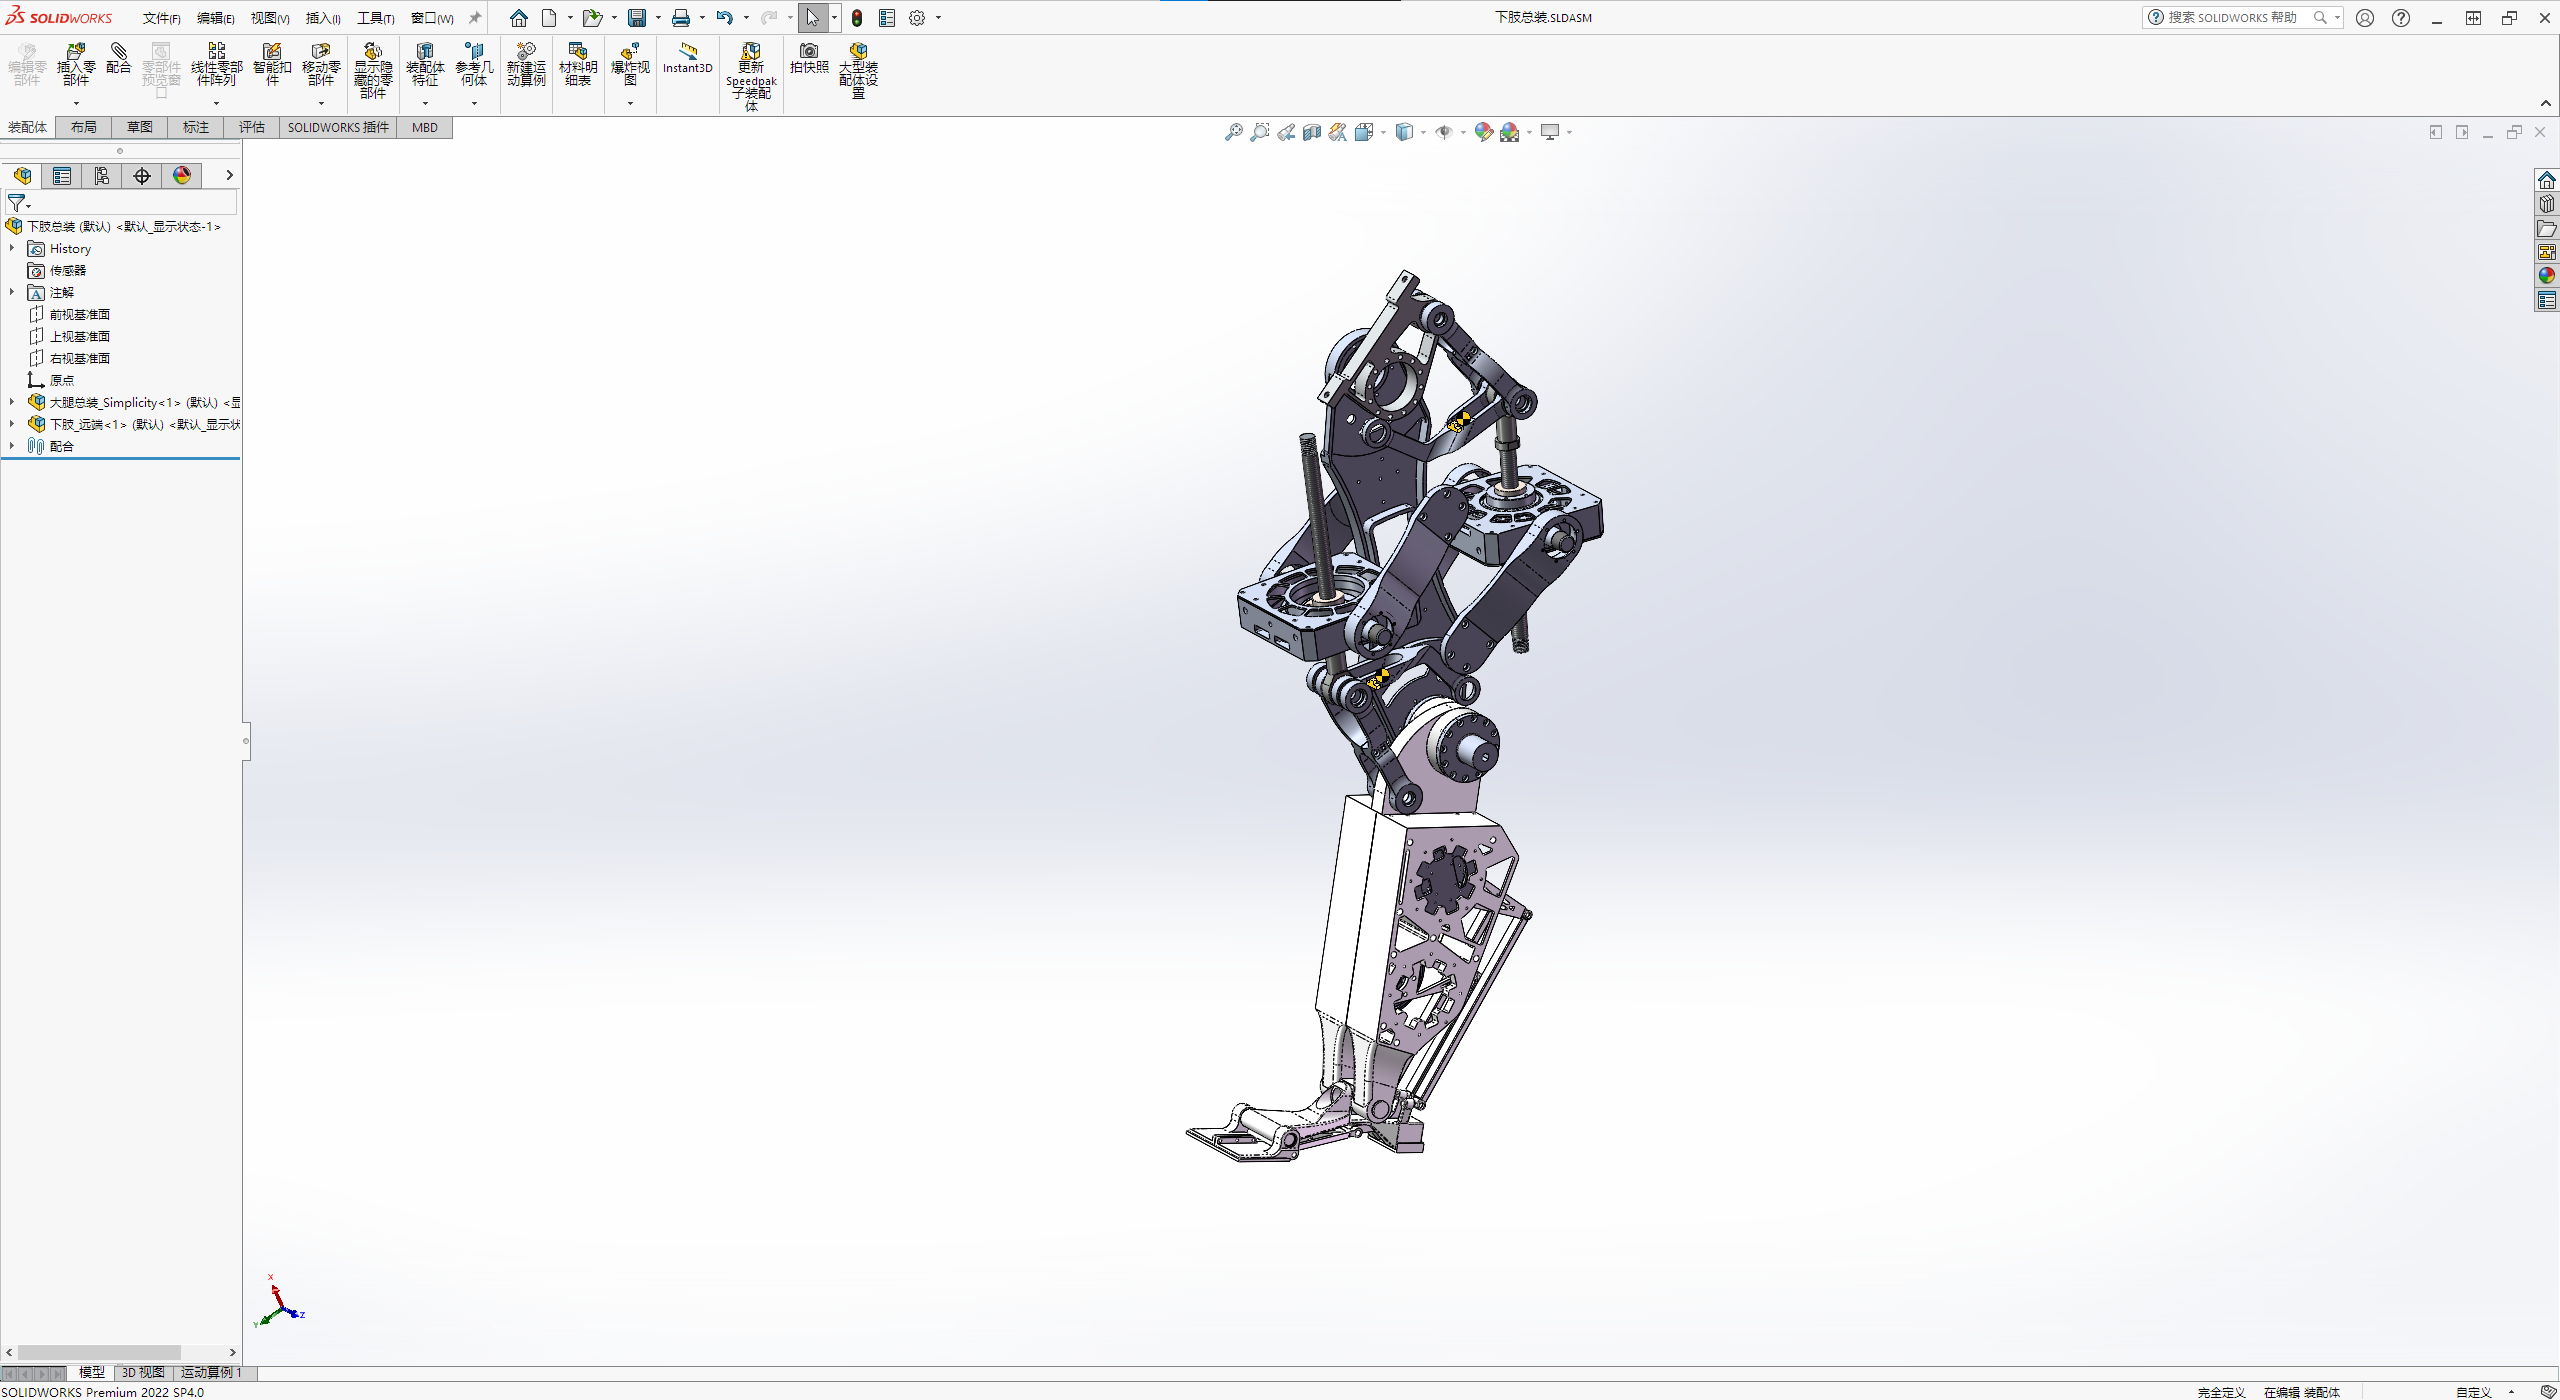 SOLIDWORKS 文件(F) 编辑(E) 视图(V) 插入(I) 工具(T) 窗口(W) 下肢总装.SLDASM 搜索 SOLIDWORKS 帮助
编辑零部件
插入零部件
配合
零部件预览窗口
线性零部件阵列
智能扣件
移动零部件
显示隐藏的零部件
装配体特征
参考几何体
新建运动算例
材料明细表
爆炸视图
Instant3D
更新 Speedpak 子装配体
拍快照
大型装配体设置
装配体 布局 草图 标注 评估 SOLIDWORKS 插件 MBD
下肢总装 (默认) <默认_显示状态-1>
History
传感器
A 注解
前视基准面
上视基准面
右视基准面
原点
大腿总装_Simplicity<1> (默认) <显
下肢_远端<1> (默认) <默认_显示状
配合
X
Y
Z
模型 3D 视图 运动算例 1
SOLIDWORKS Premium 2022 SP4.0 完全定义 在编辑 装配体 自定义